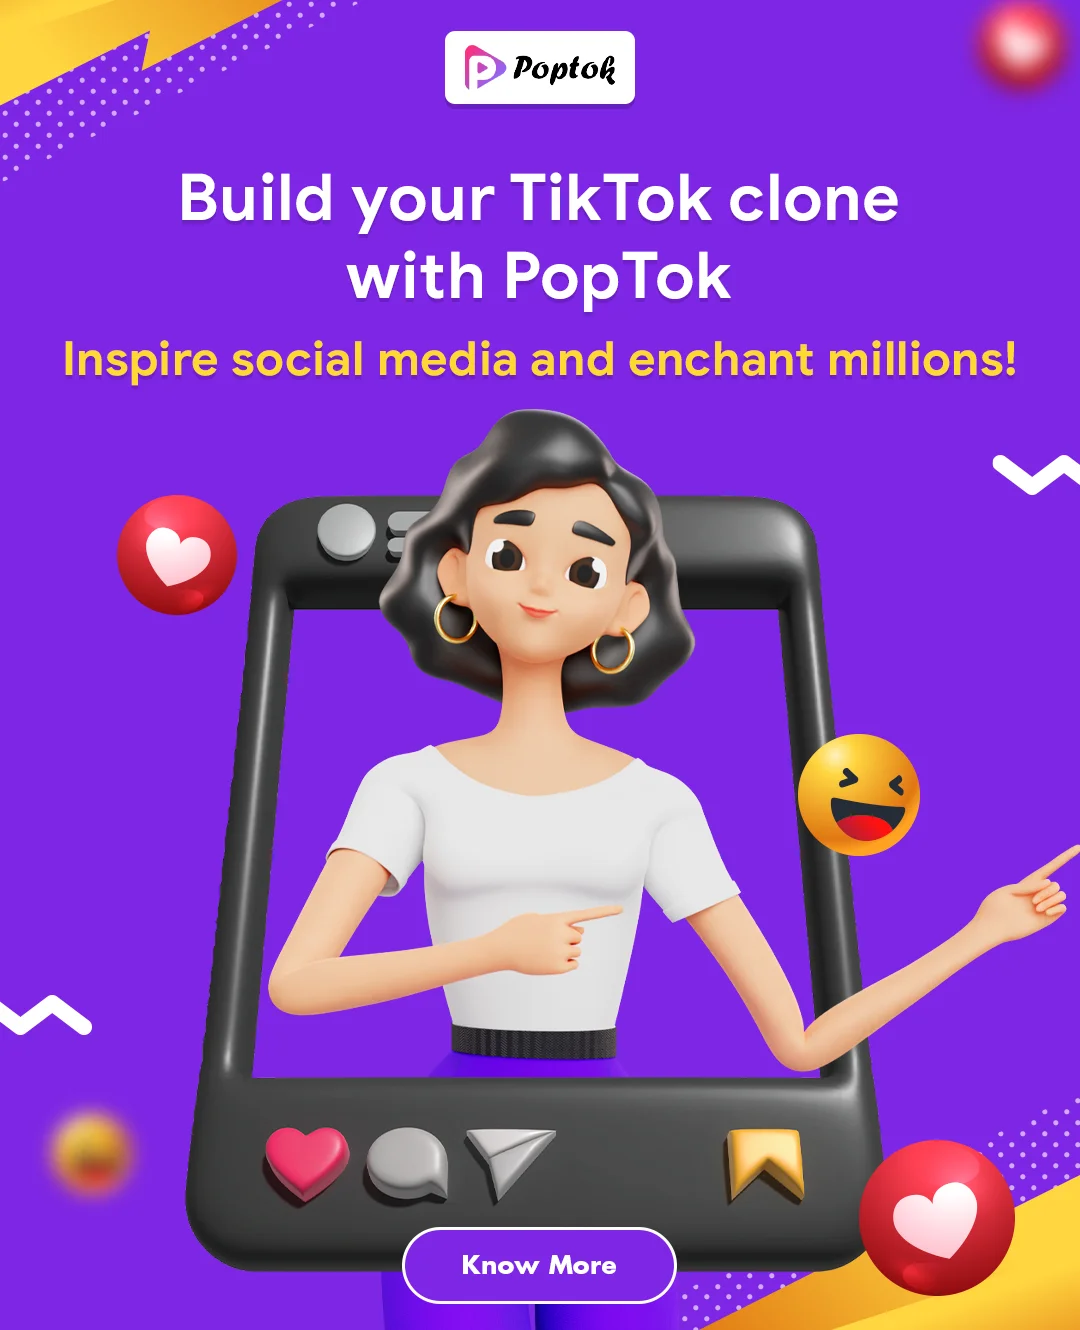 Poptok
Build your TikTok clone
with PopTok
Inspire social media and enchant millions!
Know More